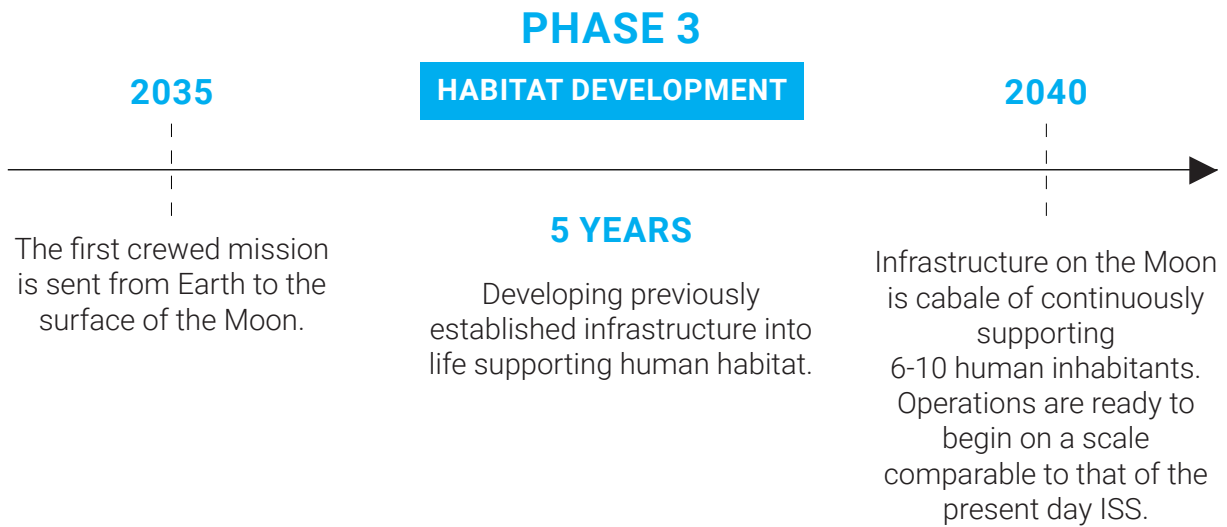 PHASE 3
HABITAT DEVELOPMENT
2035
2040
The first crewed mission
is sent from Earth to the
surface of the Moon.
5 YEARS
Developing previously
established infrastructure into
life supporting human habitat.
Infrastructure on the Moon
is cabale of continuously
supporting
6-10 human inhabitants.
Operations are ready to
begin on a scale
comparable to that of the
present day ISS.